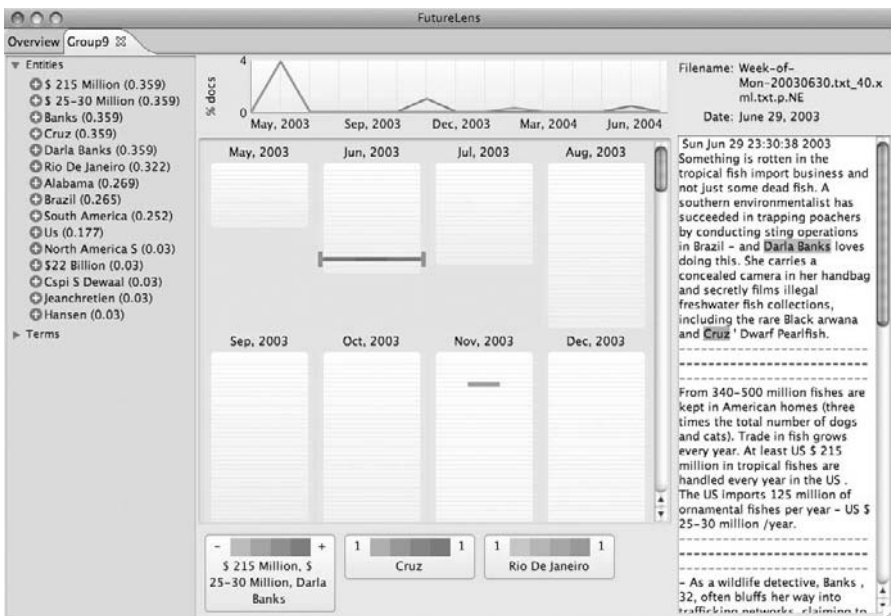 FutureLens
Overview Group9
Entities
$ 215 Million (0.359)
$ 25-30 Million (0.359)
Banks (0.359)
Cruz (0.359)
Darla Banks (0.359)
Rio De Janeiro (0.322)
Alabama (0.269)
Brazil (0.265)
South America (0.252)
Us (0.177)
North America S (0.03)
$22 Billion (0.03)
Cspi S Dewaal (0.03)
Jeanchretien (0.03)
Hansen (0.03)
Terms
% docs
4
0
May, 2003 Sep, 2003 Dec, 2003 Mar, 2004 Jun, 2004
May, 2003 Jun, 2003 Jul, 2003 Aug, 2003
Sep, 2003 Oct, 2003 Nov, 2003 Dec, 2003
- +
$ 215 Million, $
25-30 Million, Darla
Banks
1 1
Cruz
1 1
Rio De Janeiro
Filename: Week-of-
Mon-20030630.txt_40.x
ml.txt.p.NE
Date: June 29, 2003
Sun Jun 29 23:30:38 2003
Something is rotten in the
tropical fish import business and
not just some dead fish. A
southern environmentalist has
succeeded in trapping poachers
by conducting sting operations
in Brazil - and Darla Banks loves
doing this. She carries a
concealed camera in her handbag
and secretly films illegal
freshwater fish collections,
including the rare Black arwana
and Cruz ' Dwarf Pearlfish.
------------------------------
------------------------------
------------------------------
From 340-500 million fishes are
kept in American homes (three
times the total number of dogs
and cats). Trade in fish grows
every year. At least US $ 215
million in tropical fishes are
handled every year in the US .
The US imports 125 million of
ornamental fishes per year - US $
25-30 million /year.
------------------------------
------------------------------
------------------------------
- As a wildlife detective, Banks ,
32, often bluffs her way into
trafficking networks, claiming to